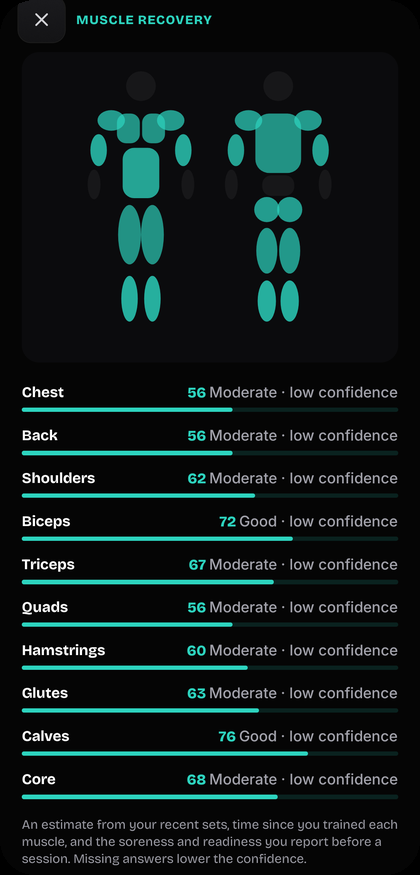 MUSCLE RECOVERY
Chest 56 Moderate · low confidence
Back 56 Moderate · low confidence
Shoulders 62 Moderate · low confidence
Biceps 72 Good · low confidence
Triceps 67 Moderate · low confidence
Quads 56 Moderate · low confidence
Hamstrings 60 Moderate · low confidence
Glutes 63 Moderate · low confidence
Calves 76 Good · low confidence
Core 68 Moderate · low confidence
An estimate from your recent sets, time since you trained each
muscle, and the soreness and readiness you report before a
session. Missing answers lower the confidence.